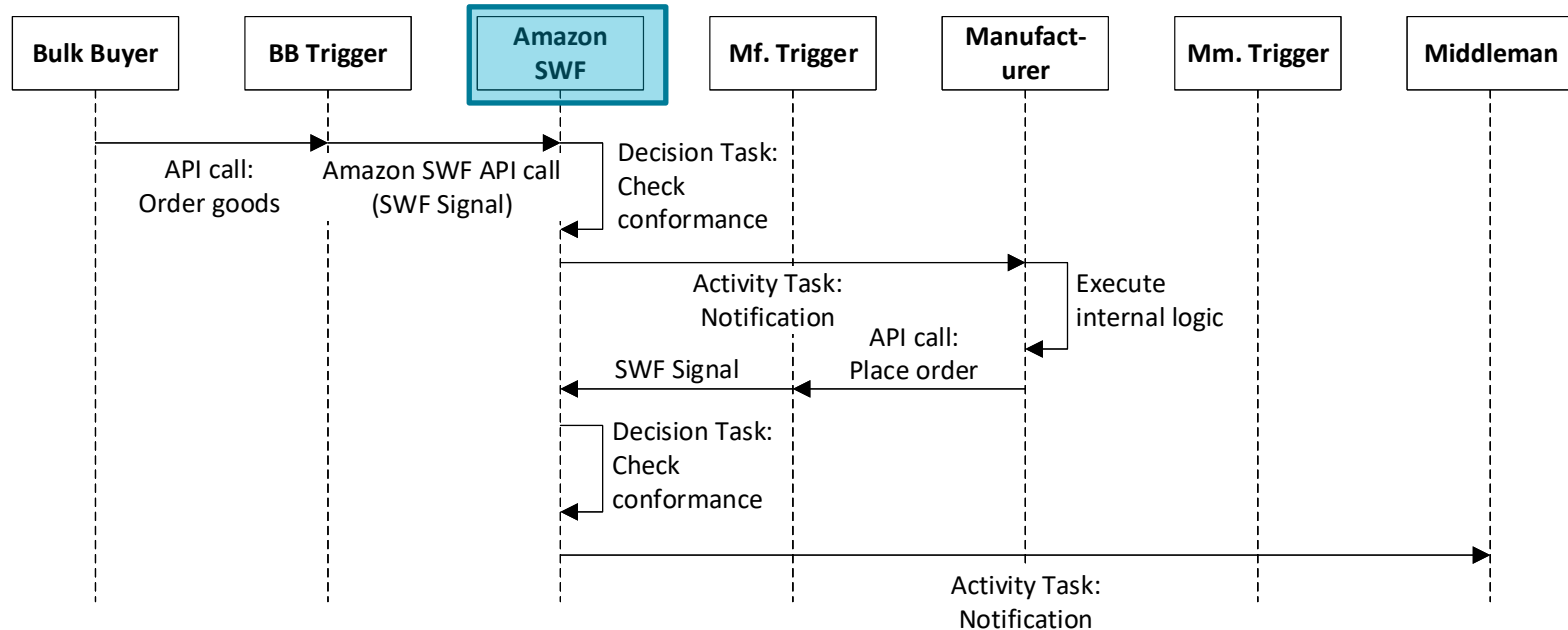 Bulk Buyer
BB Trigger
Amazon
SWF
Mf. Trigger
Manufact-
urer
Mm. Trigger
Middleman
API call:
Order goods
Amazon SWF API call
(SWF Signal)
Decision Task:
Check
conformance
Activity Task:
Notification
Execute
internal logic
API call:
Place order
SWF Signal
Decision Task:
Check
conformance
Activity Task:
Notification